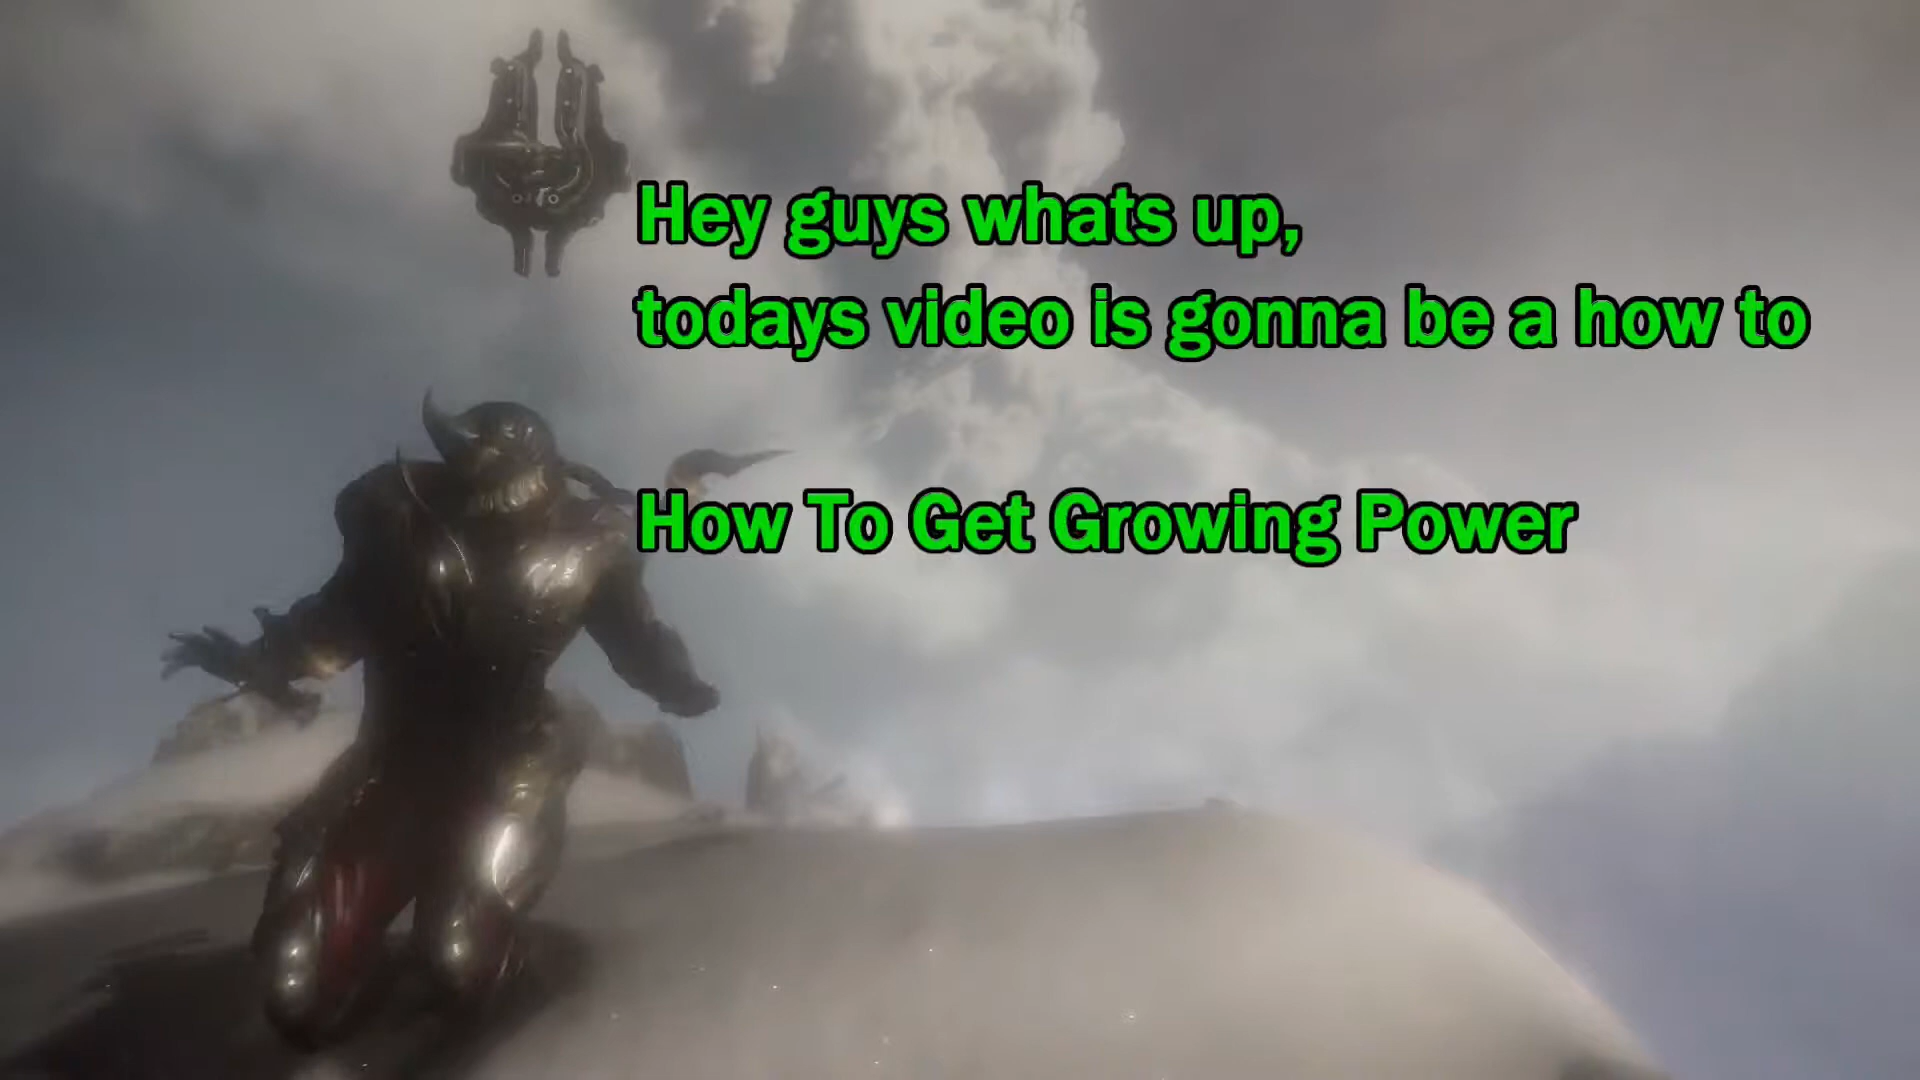 Hey guys whats up,
todays video is gonna be a how to
How To Get Growing Power